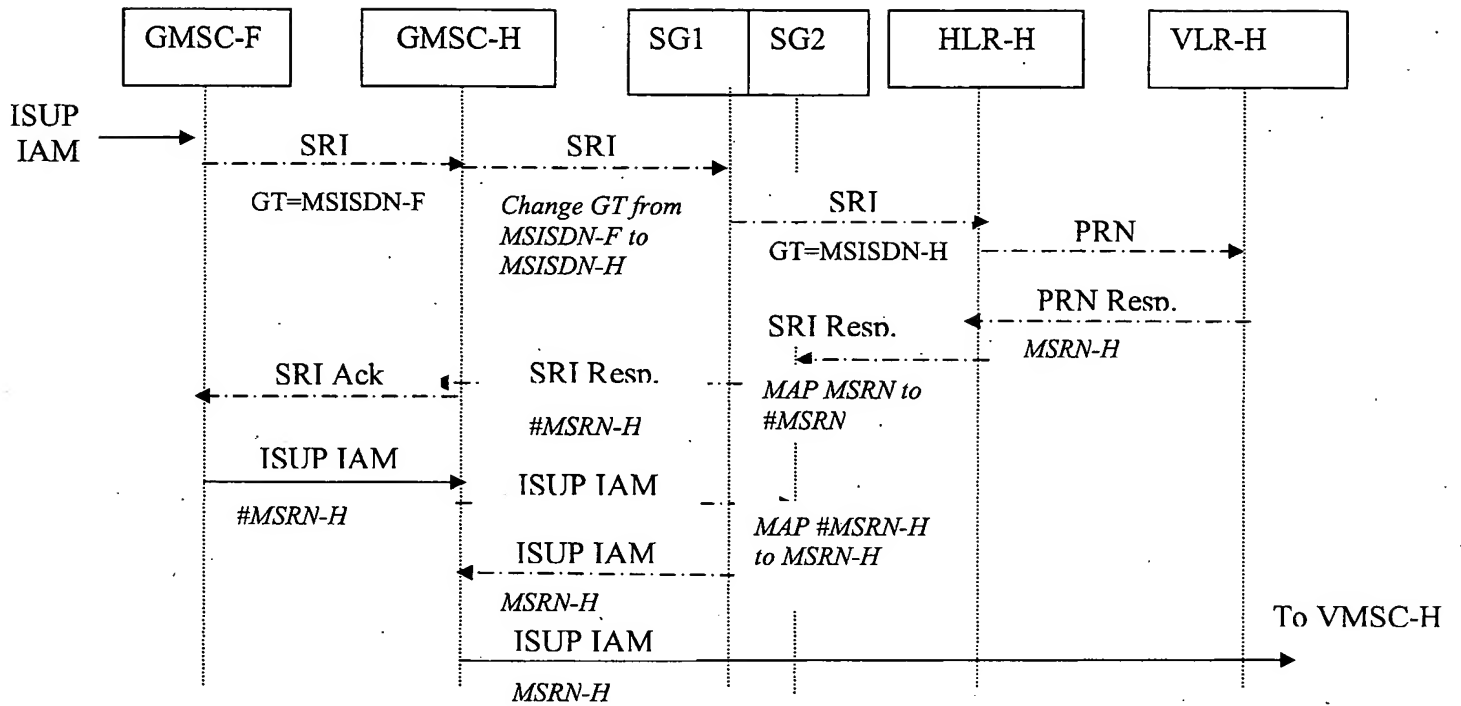 GMSC-F
GMSC-H
SG1
SG2
HLR-H
VLR-H
ISUP
IAM
SRI
SRI
GT=MSISDN-F
Change GT from
MSISDN-F to
MSISDN-H
SRI
GT=MSISDN-H
PRN
PRN Resp.
MSRN-H
SRI Resp.
SRI Ack
SRI Resp.
MAP MSRN to
#MSRN
#MSRN-H
ISUP IAM
#MSRN-H
ISUP IAM
MAP #MSRN-H
to MSRN-H
ISUP IAM
MSRN-H
To VMSC-H
ISUP IAM
MSRN-H